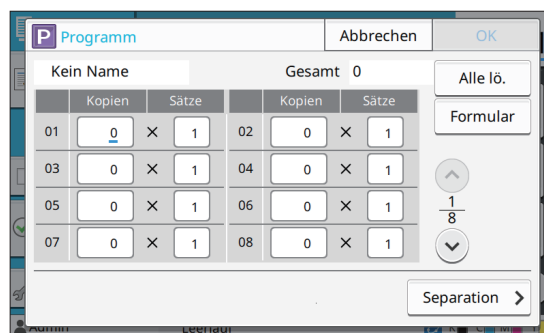 P Programm Abbrechen OK
Kein Name Gesamt 0 Alle lö.
Kopien Sätze Kopien Sätze Formular
01 0 × 1 02 0 × 1
03 0 × 1 04 0 × 1
05 0 × 1 06 0 × 1
1
8
07 0 × 1 08 0 × 1
Separation
Admin Leerlauf